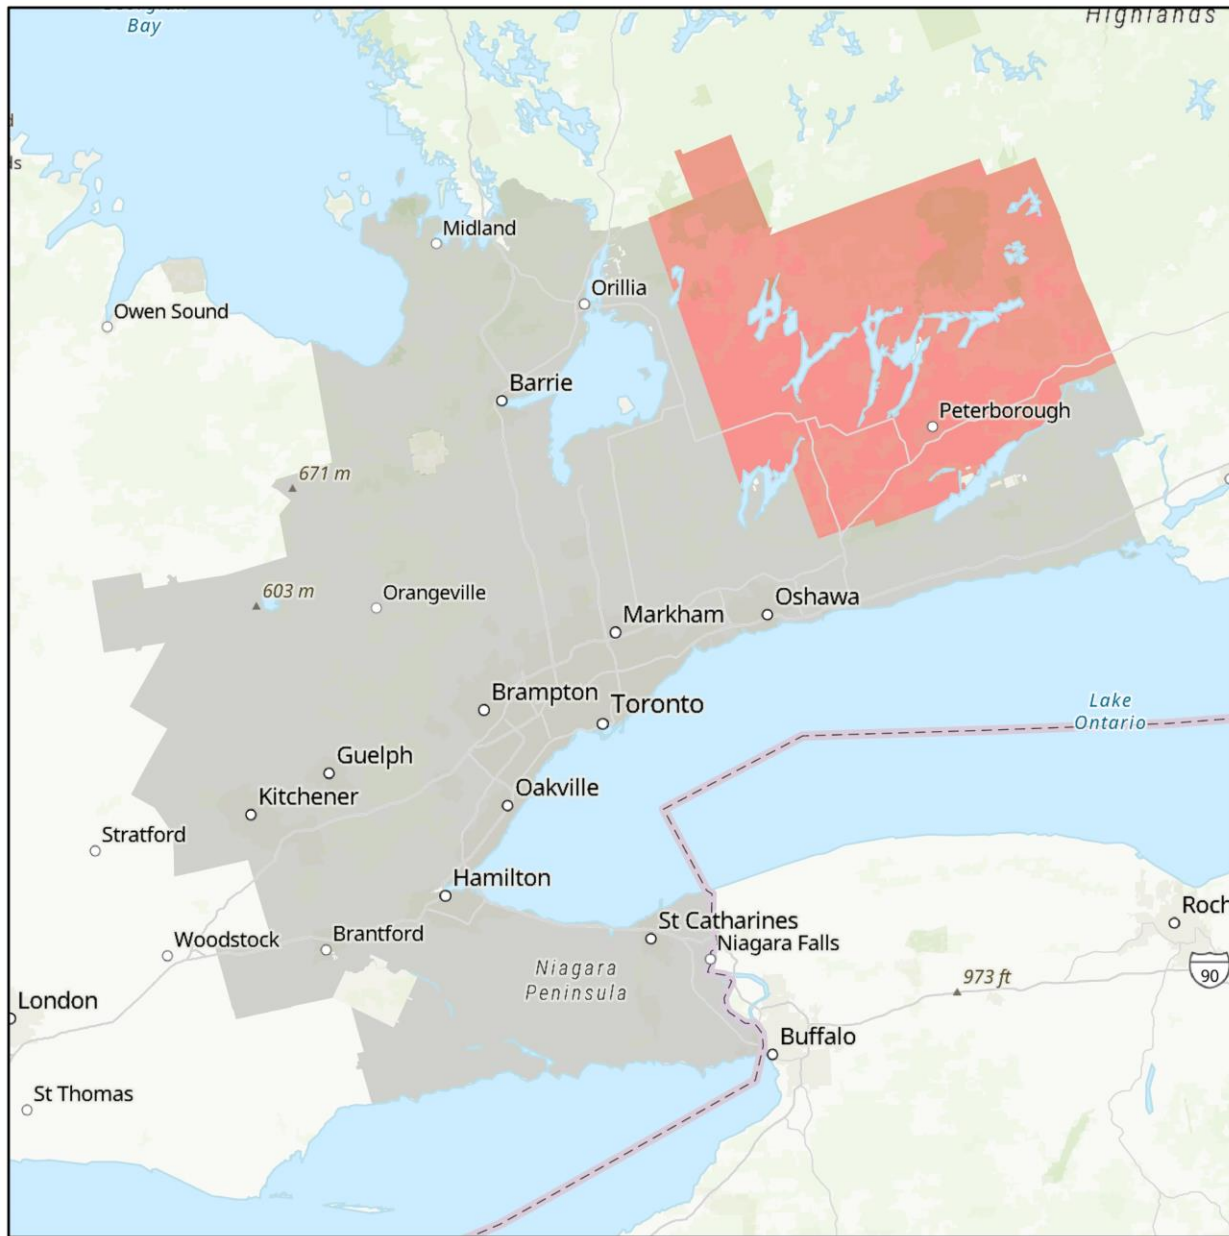 Bay
Highlands
Midland
Owen Sound
Orillia
Barrie
Peterborough
671 m
603 m
Orangeville
Markham
Oshawa
Brampton
Toronto
Lake
Ontario
Guelph
Kitchener
Oakville
Stratford
Hamilton
St Catharines
Roch
Woodstock
Brantford
Niagara Falls
Niagara
Peninsula
973 ft
90
London
Buffalo
St Thomas